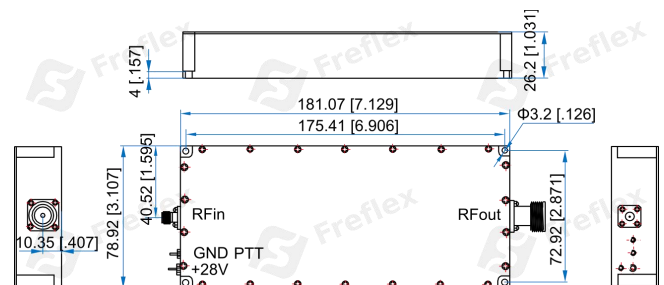 Freflex
Freflex
4 [.157]
26.2 [1.031]
181.07 [7.129]
175.41 [6.906]
Φ3.2 [.126]
40.52 [1.595]
78.92 [3.107]
72.92 [2.871]
10.35 [.407]
RFin
RFout
Freflex
GND PTT
+28V